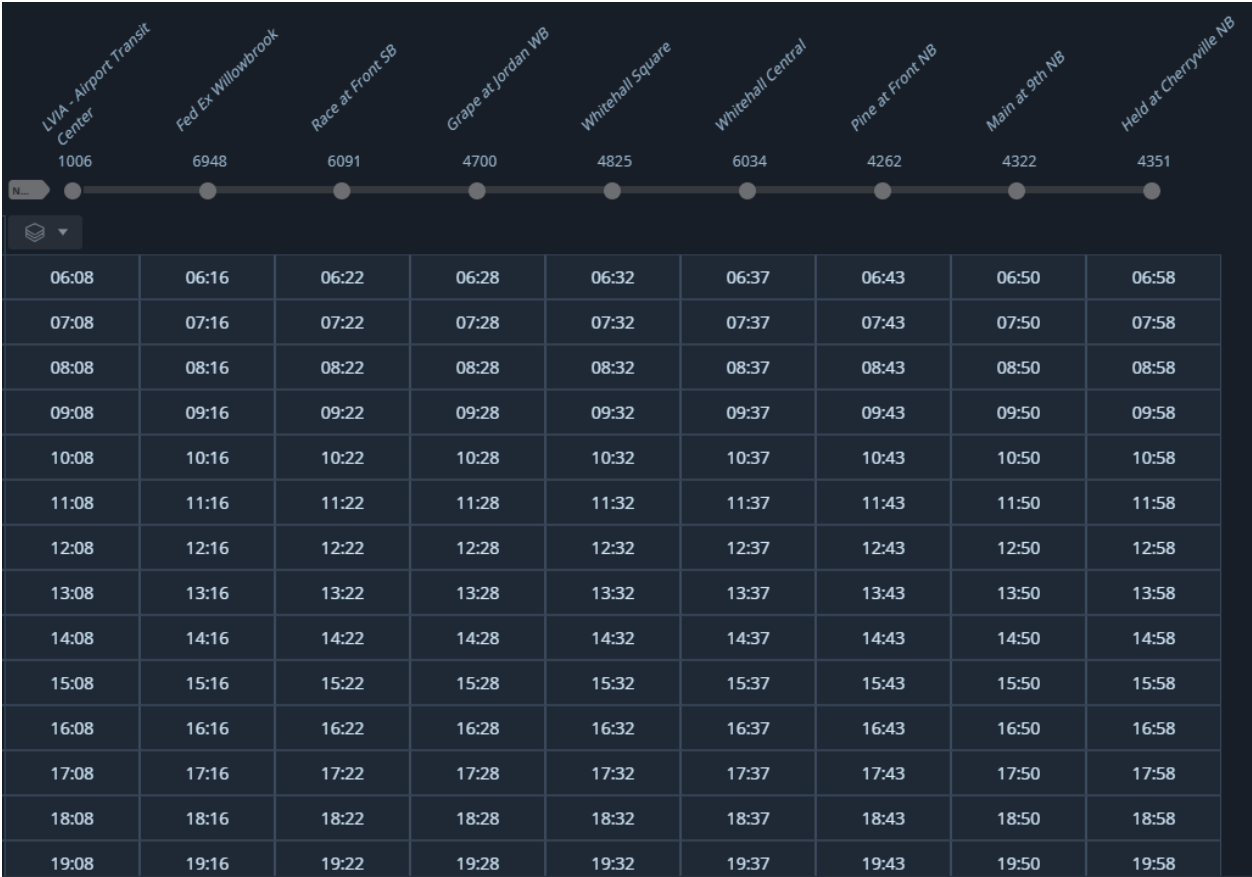 LVIA - Airport Transit
Center
Fed Ex Willowbrook
Race at Front SB
Grape at Jordan WB
Whitehall Square
Whitehall Central
Pine at Front NB
Main at 9th NB
Held at Cherryville NB
1006 6948 6091 4700 4825 6034 4262 4322 4351
N...
06:08 06:16 06:22 06:28 06:32 06:37 06:43 06:50 06:58
07:08 07:16 07:22 07:28 07:32 07:37 07:43 07:50 07:58
08:08 08:16 08:22 08:28 08:32 08:37 08:43 08:50 08:58
09:08 09:16 09:22 09:28 09:32 09:37 09:43 09:50 09:58
10:08 10:16 10:22 10:28 10:32 10:37 10:43 10:50 10:58
11:08 11:16 11:22 11:28 11:32 11:37 11:43 11:50 11:58
12:08 12:16 12:22 12:28 12:32 12:37 12:43 12:50 12:58
13:08 13:16 13:22 13:28 13:32 13:37 13:43 13:50 13:58
14:08 14:16 14:22 14:28 14:32 14:37 14:43 14:50 14:58
15:08 15:16 15:22 15:28 15:32 15:37 15:43 15:50 15:58
16:08 16:16 16:22 16:28 16:32 16:37 16:43 16:50 16:58
17:08 17:16 17:22 17:28 17:32 17:37 17:43 17:50 17:58
18:08 18:16 18:22 18:28 18:32 18:37 18:43 18:50 18:58
19:08 19:16 19:22 19:28 19:32 19:37 19:43 19:50 19:58